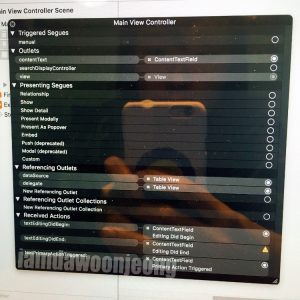 Main View Controller Scene
Main View Controller
Triggered Segues
manual
Outlets
contentText ContentTextField
searchDisplayController
view View
Presenting Segues
Relationship
Show
Show Detail
Present Modally
Present As Popover
Embed
Push (deprecated)
Modal (deprecated)
Custom
Referencing Outlets
dataSource Table View
delegate Table View
New Referencing Outlet
Referencing Outlet Collections
New Referencing Outlet Collection
Received Actions
textEditingDidBegin: ContentTextField
Editing Did Begin
textEditingDidEnd: ContentTextField
Editing Did End
textPrimaryActionTriggered: ContentTextField
Primary Action Triggered